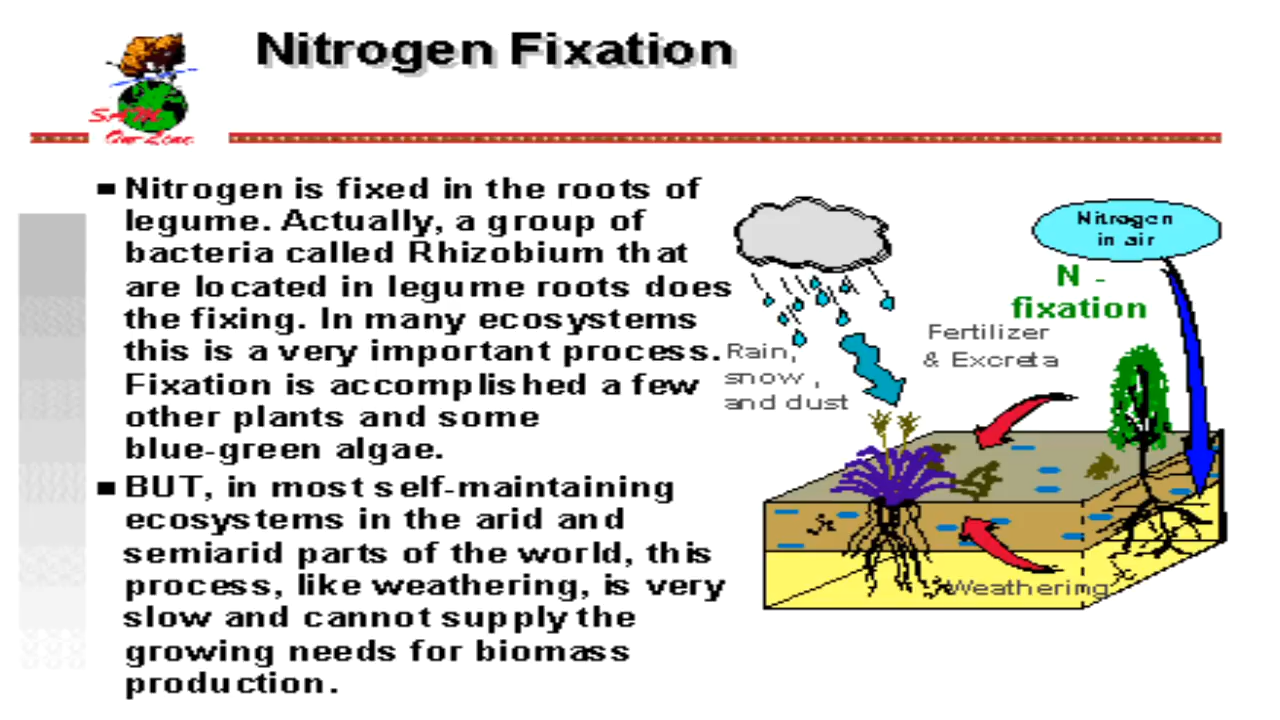 Nitrogen Fixation
SAM
On-Line
■ Nitrogen is fixed in the roots of
legume. Actually, a group of
bacteria called Rhizobium that
are located in legume roots does
the fixing. In many ecosystems
this is a very important process.
Fixation is accomplished a few
other plants and some
blue-green algae.
■ BUT, in most self-maintaining
ecosystems in the arid and
semiarid parts of the world, this
process, like weathering, is very
slow and cannot supply the
growing needs for biomass
production.
Nitrogen
in air
N -
fixation
Fertilizer
& Excreta
Rain,
snow,
and dust
Weathering